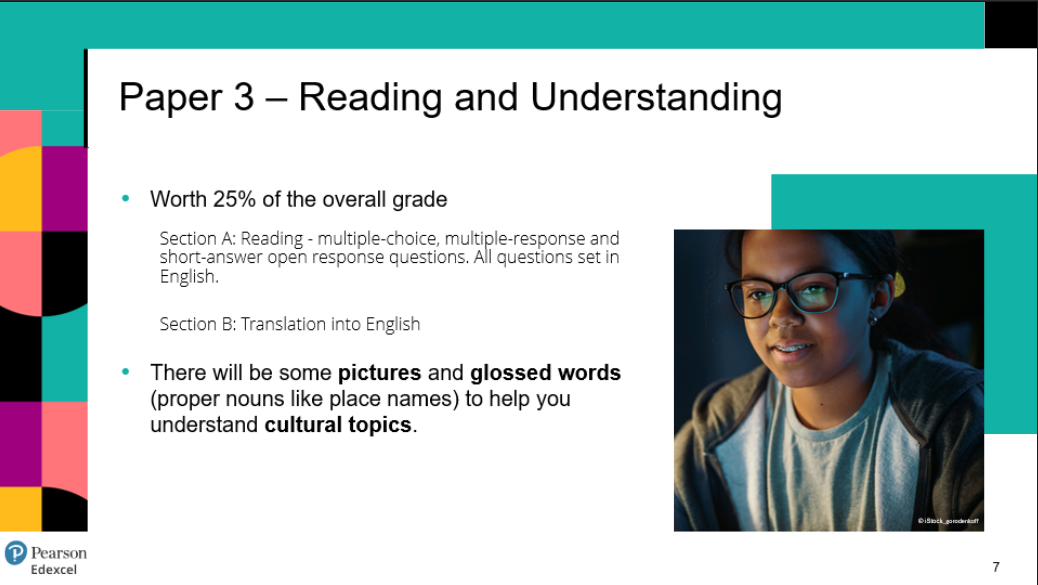 Paper 3 – Reading and Understanding
• Worth 25% of the overall grade
Section A: Reading - multiple-choice, multiple-response and
short-answer open response questions. All questions set in
English.
Section B: Translation into English
• There will be some pictures and glossed words
(proper nouns like place names) to help you
understand cultural topics.
© iStock_gorodenkoff
Pearson
Edexcel
7